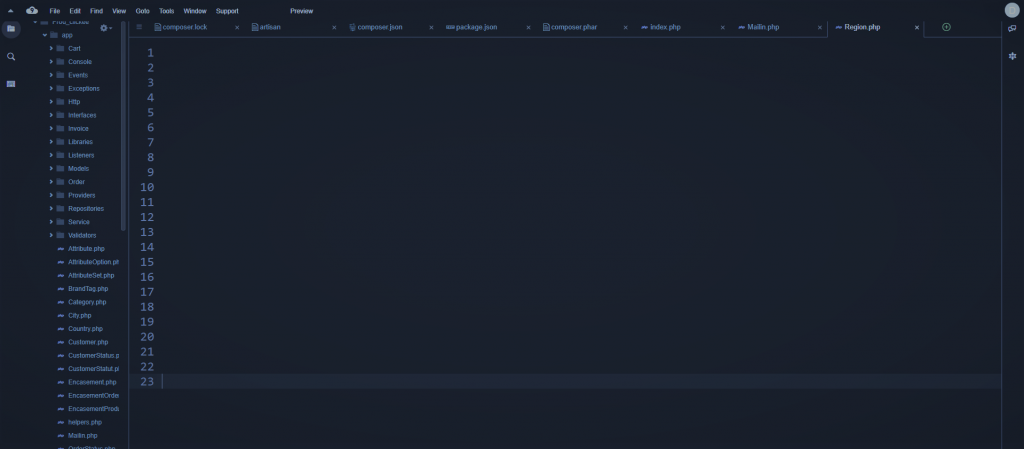 File Edit Find View Goto Tools Window Support Preview
composer.lock artisan composer.json package.json composer.phar index.php Mailin.php Region.php
app
Cart
Console
Events
Exceptions
Http
Interfaces
Invoice
Libraries
Listeners
Models
Order
Providers
Repositories
Service
Validators
Attribute.php
AttributeOption.ph
AttributeSet.php
BrandTag.php
Category.php
City.php
Country.php
Customer.php
CustomerStatus.p
CustomerStatut.pl
Encasement.php
EncasementOrde
EncasementProdu
helpers.php
Mailin.php
OrderStatus.php
1
2
3
4
5
6
7
8
9
10
11
12
13
14
15
16
17
18
19
20
21
22
23